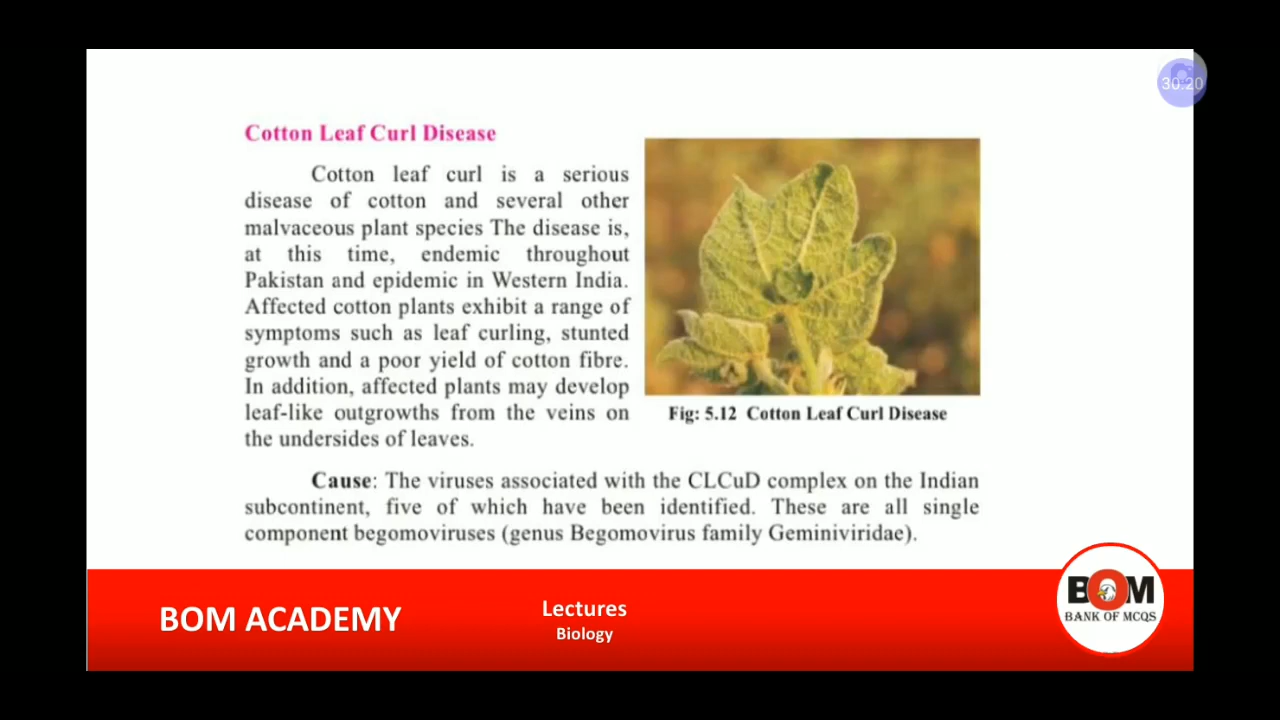 30:20
Cotton Leaf Curl Disease
Cotton leaf curl is a serious
disease of cotton and several other
malvaceous plant species The disease is,
at this time, endemic throughout
Pakistan and epidemic in Western India.
Affected cotton plants exhibit a range of
symptoms such as leaf curling, stunted
growth and a poor yield of cotton fibre.
In addition, affected plants may develop
leaf-like outgrowths from the veins on
the undersides of leaves.
Fig: 5.12 Cotton Leaf Curl Disease
Cause: The viruses associated with the CLCuD complex on the Indian
subcontinent, five of which have been identified. These are all single
component begomoviruses (genus Begomovirus family Geminiviridae).
BOM ACADEMY
Lectures
Biology
BOM
BANK OF MCQS